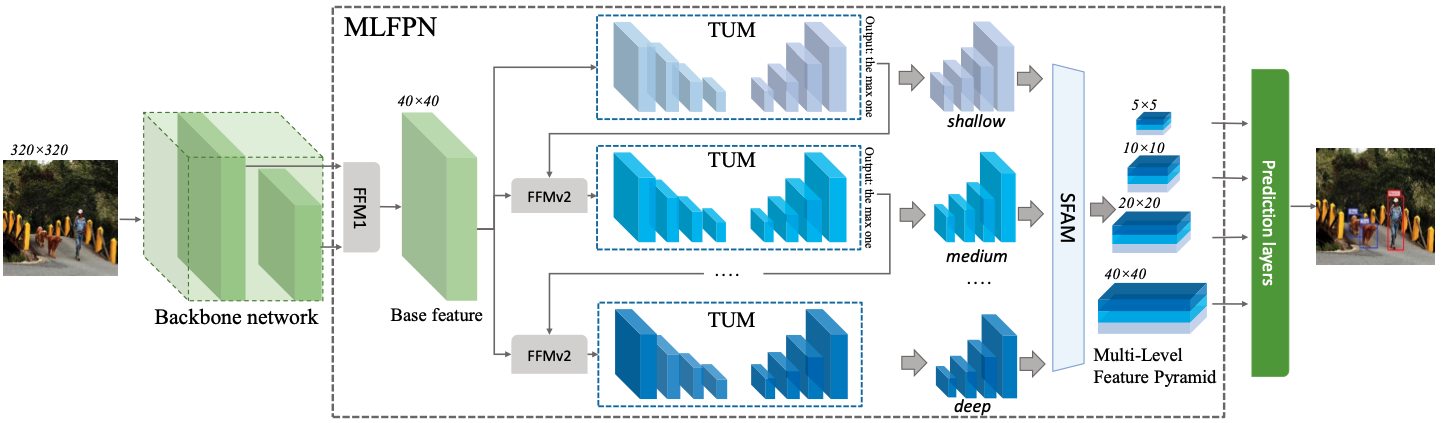 MLFPN
320×320
Backbone network
FFM1
40×40
Base feature
TUM
Output: the max one
shallow
FFMv2
TUM
Output: the max one
medium
....
....
FFMv2
TUM
deep
SFAM
5×5
10×10
20×20
40×40
Multi-Level
Feature Pyramid
Prediction layers